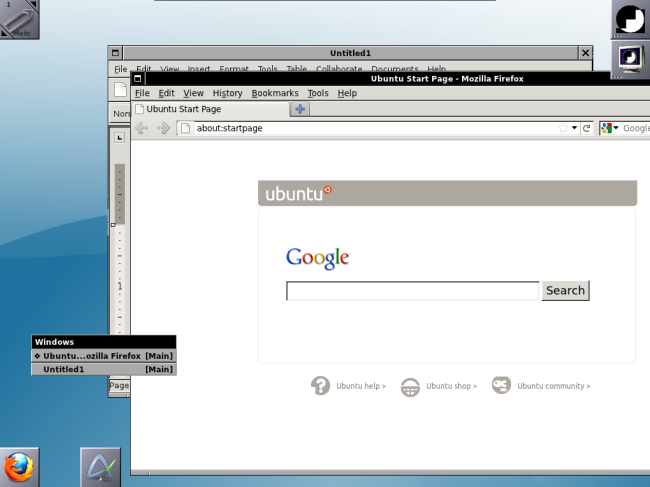 1
Main
Untitled1
File Edit View Insert Format Tools Table Collaborate Documents Help
Ubuntu Start Page - Mozilla Firefox
File Edit View History Bookmarks Tools Help
Ubuntu Start Page
about:startpage
Google
ubuntu
Google
Search
1
Windows
Ubuntu...ozilla Firefox [Main]
Untitled1 [Main]
Page
Ubuntu help >
Ubuntu shop >
Ubuntu community >